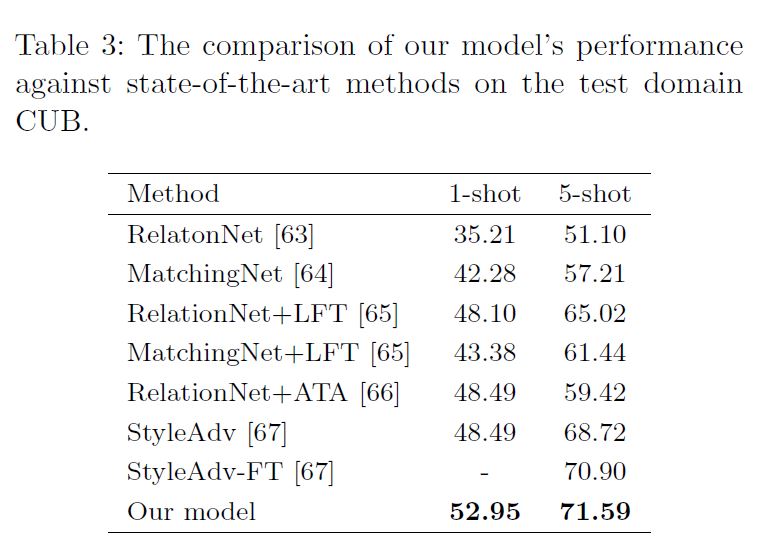 Table 3: The comparison of our model's performance
against state-of-the-art methods on the test domain
CUB.
Method 1-shot 5-shot
RelatonNet [63] 35.21 51.10
MatchingNet [64] 42.28 57.21
RelationNet+LFT [65] 48.10 65.02
MatchingNet+LFT [65] 43.38 61.44
RelationNet+ATA [66] 48.49 59.42
StyleAdv [67] 48.49 68.72
StyleAdv-FT [67] - 70.90
Our model 52.95 71.59